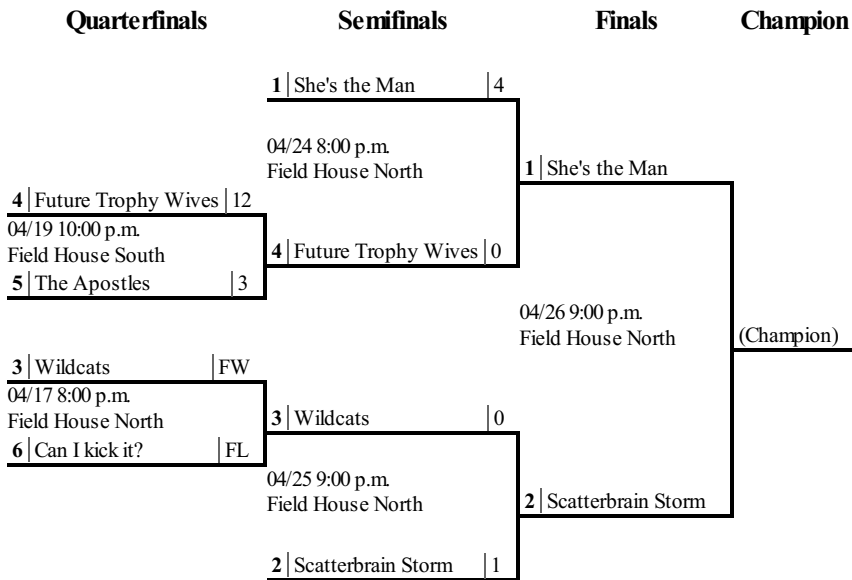 Quarterfinals Semifinals Finals Champion
1 She's the Man 4
04/24 8:00 p.m.
Field House North
1 She's the Man
4 Future Trophy Wives 12
04/19 10:00 p.m.
Field House South
4 Future Trophy Wives 0
5 The Apostles 3
04/26 9:00 p.m.
Field House North
(Champion)
3 Wildcats FW
04/17 8:00 p.m.
Field House North
3 Wildcats 0
6 Can I kick it? FL
04/25 9:00 p.m.
Field House North
2 Scatterbrain Storm
2 Scatterbrain Storm 1